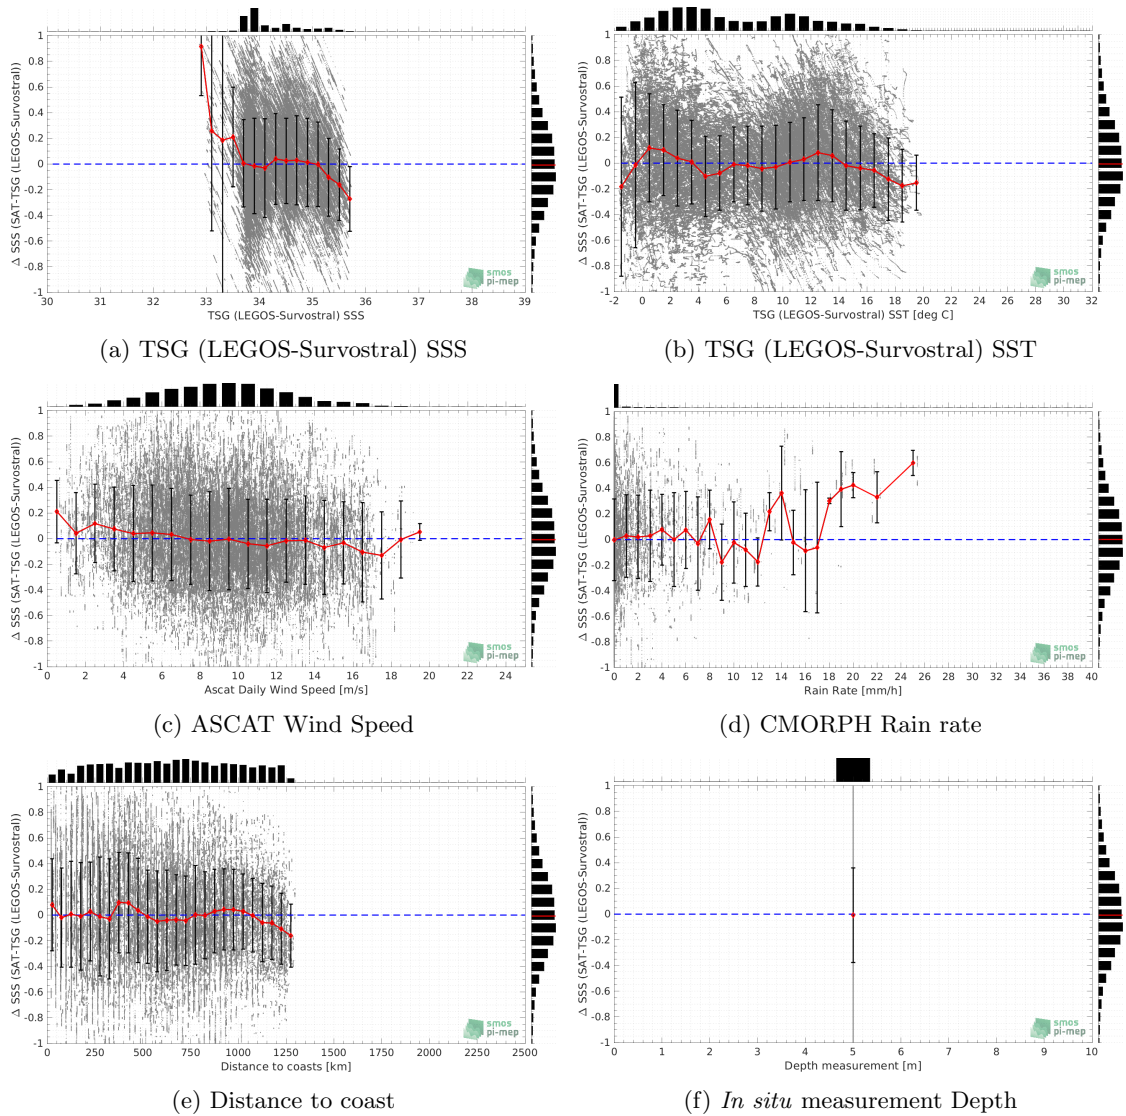 1
0.8
0.6
0.4
0.2
0
-0.2
-0.4
-0.6
-0.8
-1
Δ SSS (SAT-TSG (LEGOS-Survostral))
30 31 32 33 34 35 36 37 38 39
TSG (LEGOS-Survostral) SSS
smos
pi-mep
(a) TSG (LEGOS-Survostral) SSS
1
0.8
0.6
0.4
0.2
0
-0.2
-0.4
-0.6
-0.8
-1
Δ SSS (SAT-TSG (LEGOS-Survostral))
-2 0 2 4 6 8 10 12 14 16 18 20 22 24 26 28 30 32
TSG (LEGOS-Survostral) SST [deg C]
smos
pi-mep
(b) TSG (LEGOS-Survostral) SST
1
0.8
0.6
0.4
0.2
0
-0.2
-0.4
-0.6
-0.8
-1
Δ SSS (SAT-TSG (LEGOS-Survostral))
0 2 4 6 8 10 12 14 16 18 20 22 24
Ascat Daily Wind Speed [m/s]
smos
pi-mep
(c) ASCAT Wind Speed
1
0.8
0.6
0.4
0.2
0
-0.2
-0.4
-0.6
-0.8
-1
Δ SSS (SAT-TSG (LEGOS-Survostral))
0 2 4 6 8 10 12 14 16 18 20 22 24 26 28 30 32 34 36 38 40
Rain Rate [mm/h]
smos
pi-mep
(d) CMORPH Rain rate
1
0.8
0.6
0.4
0.2
0
-0.2
-0.4
-0.6
-0.8
-1
Δ SSS (SAT-TSG (LEGOS-Survostral))
0 250 500 750 1000 1250 1500 1750 2000 2250 2500
Distance to coasts [km]
smos
pi-mep
(e) Distance to coast
1
0.8
0.6
0.4
0.2
0
-0.2
-0.4
-0.6
-0.8
-1
Δ SSS (SAT-TSG (LEGOS-Survostral))
0 1 2 3 4 5 6 7 8 9 10
Depth measurement [m]
smos
pi-mep
(f) In situ measurement Depth